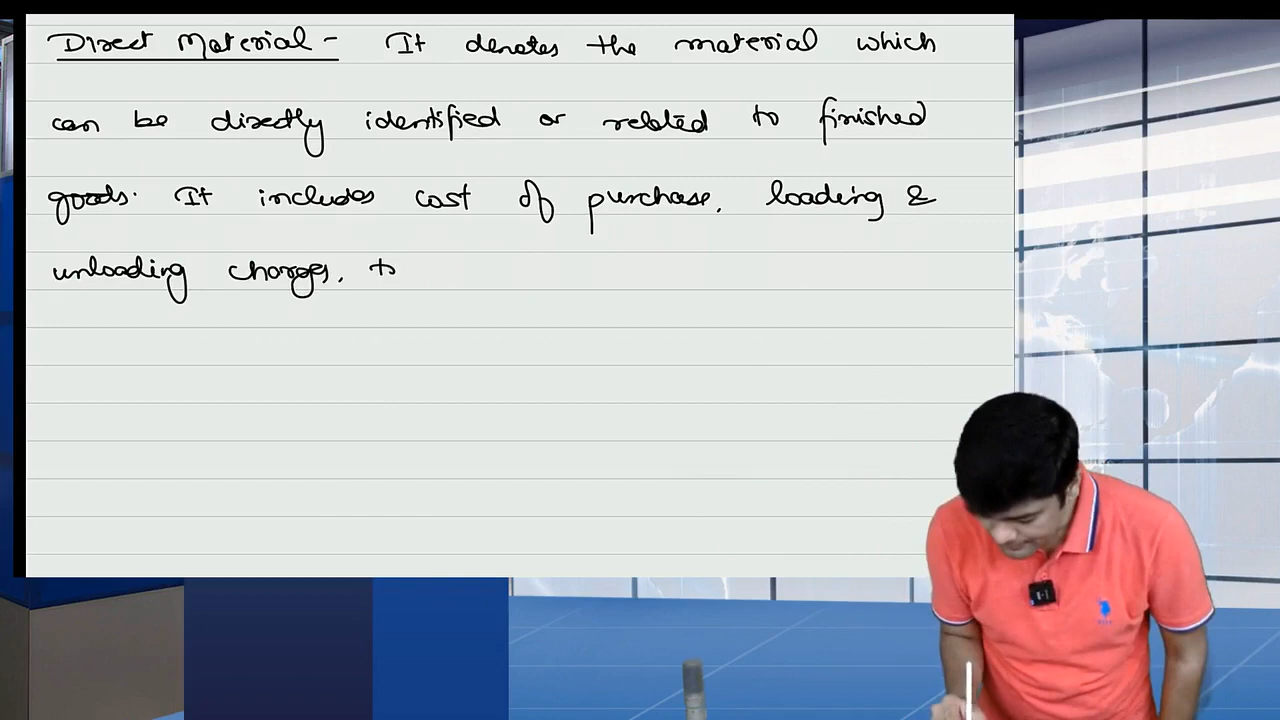 Direct Material - It denotes the material which
can be directly identified or related to finished
goods. It includes cost of purchase, loading &
unloading charges, t